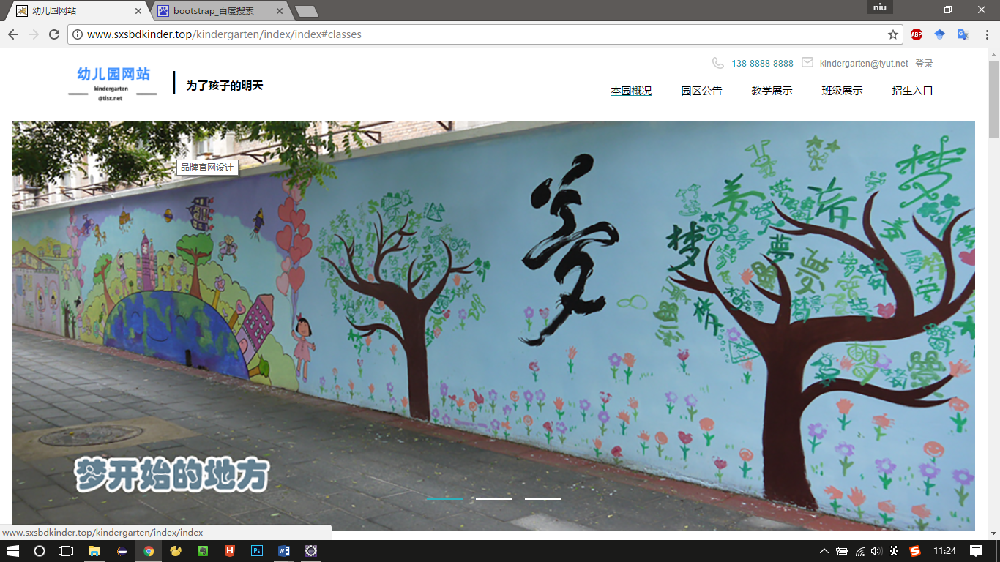 幼儿园网站
bootstrap_百度搜索
niu
www.sxsbdkinder.top/kindergarten/index/index#classes
ABP
幼儿园网站
kindergarten
@tisx.net
为了孩子的明天
138-8888-8888
kindergarten@tyut.net
登录
本园概况
园区公告
教学展示
班级展示
招生入口
品牌官网设计
梦
梦
梦
夢
梦开始的地方
www.sxsbdkinder.top/kindergarten/index/index
英
11:24